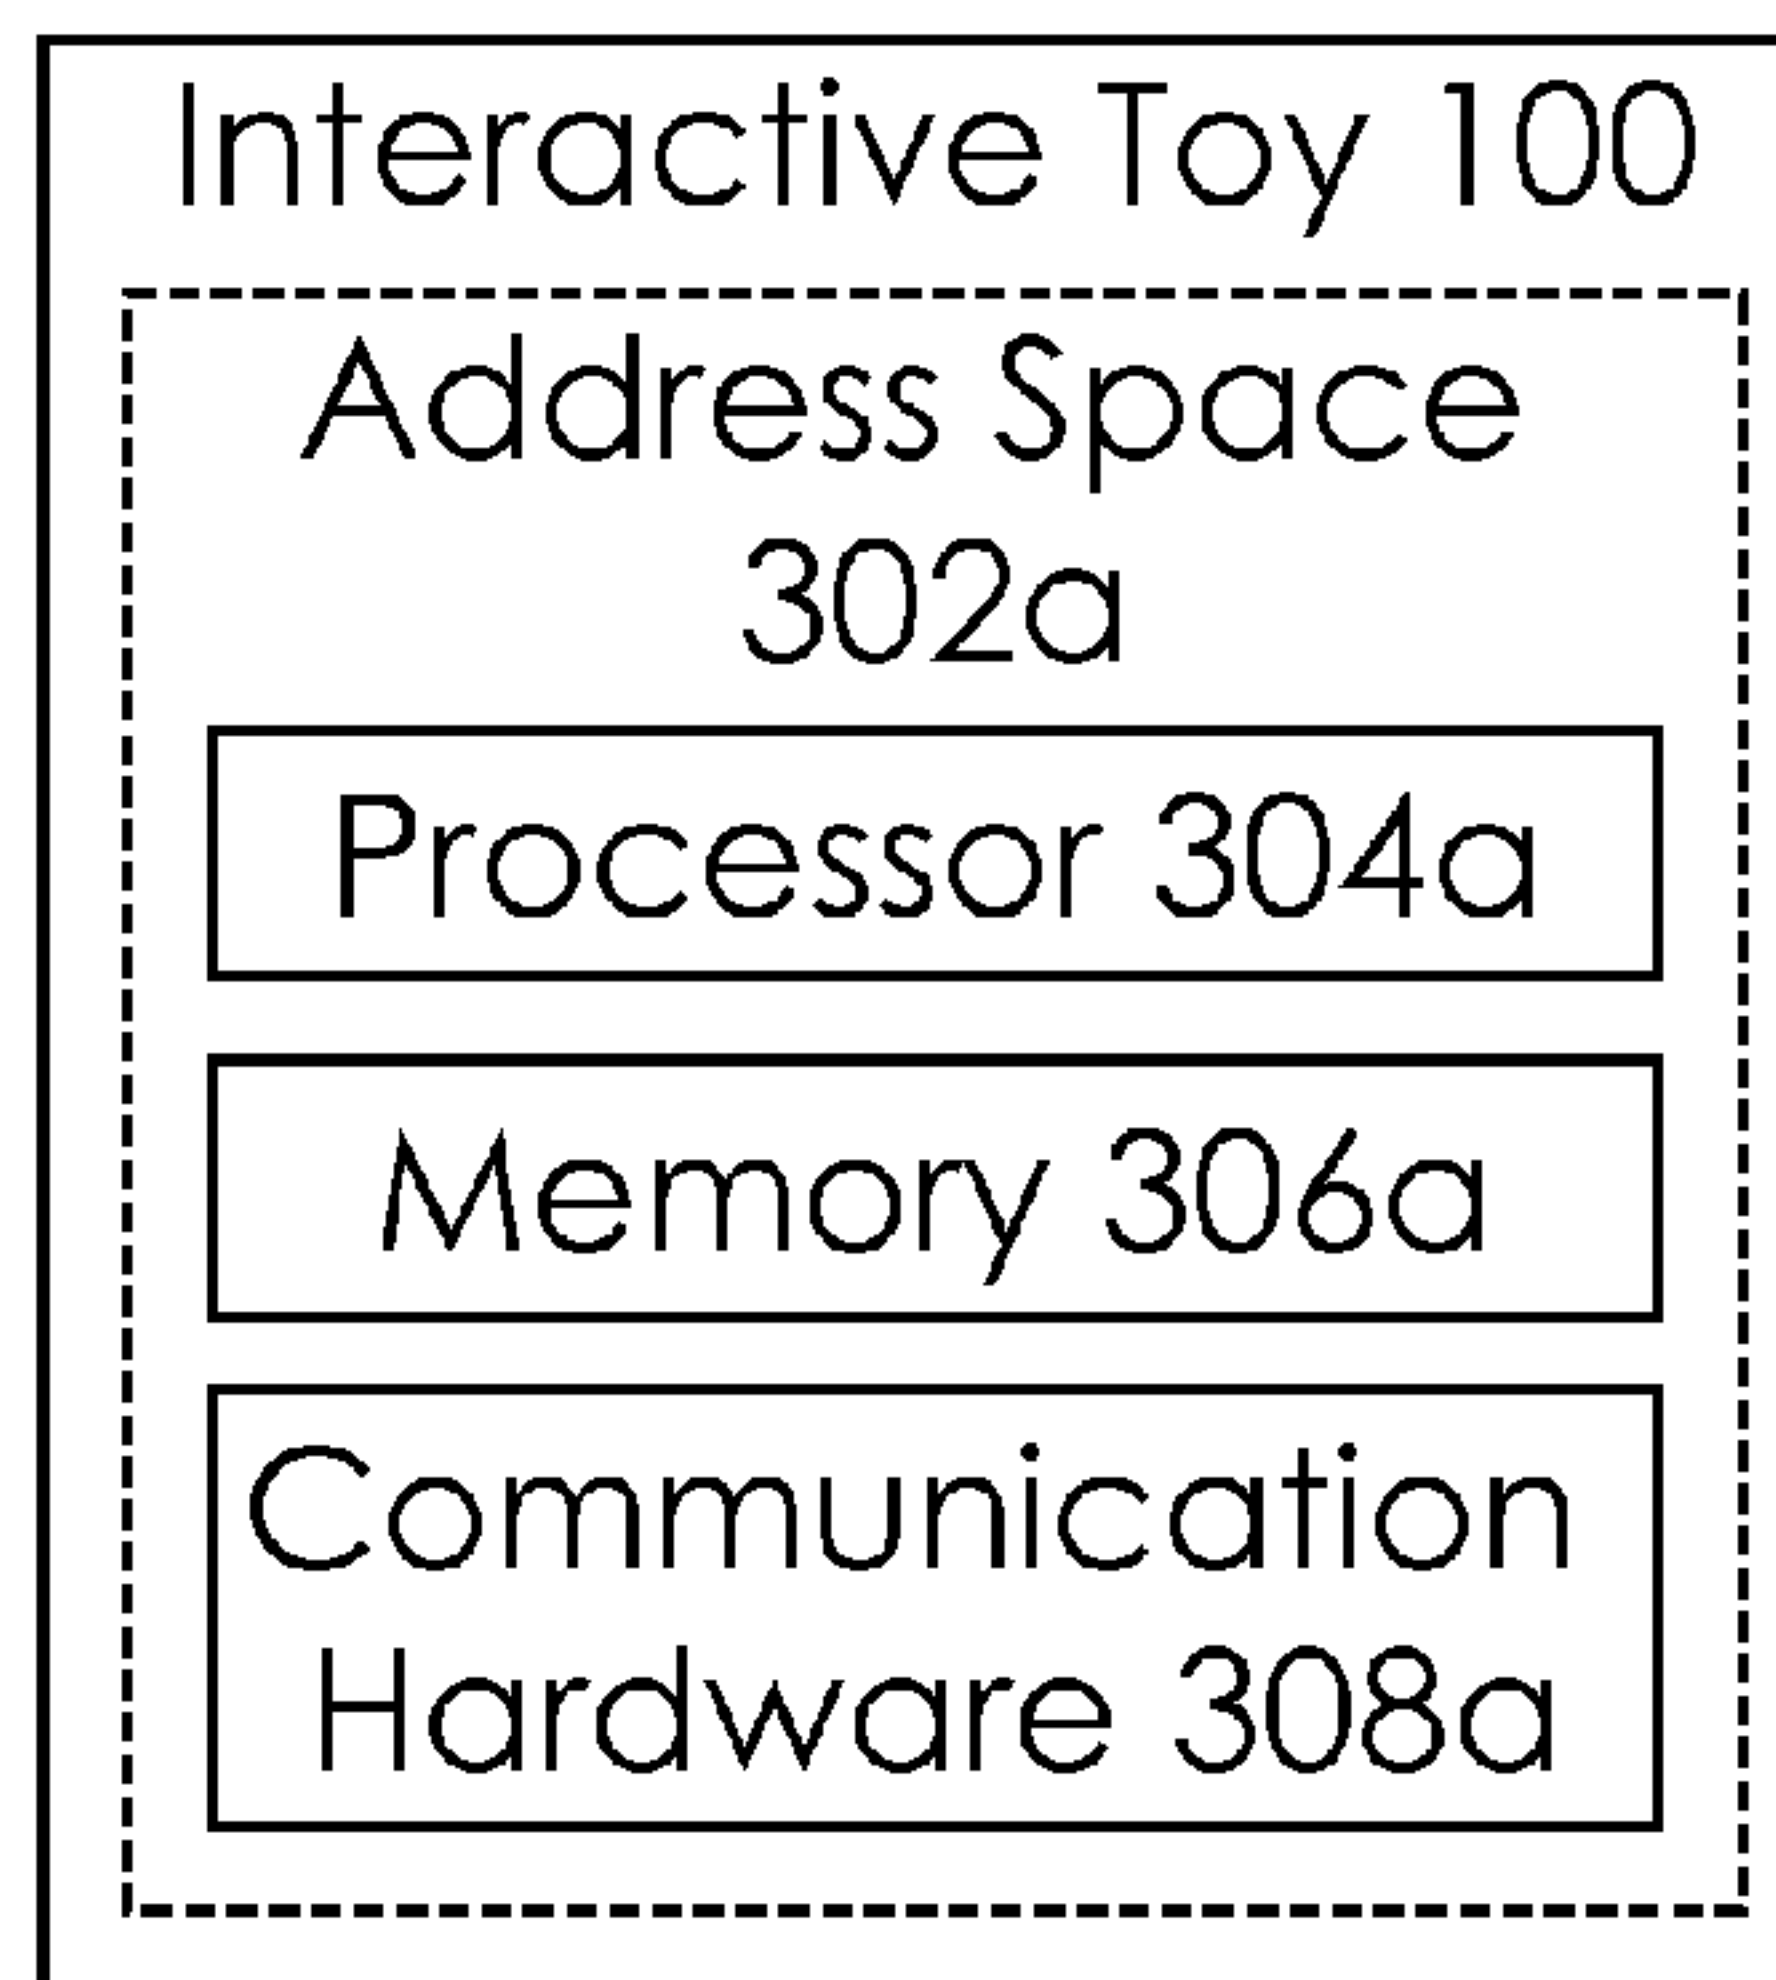 Interactive Toy 100
Address Space
302a
Processor 304a
Memory 306a
Communication
Hardware 308a